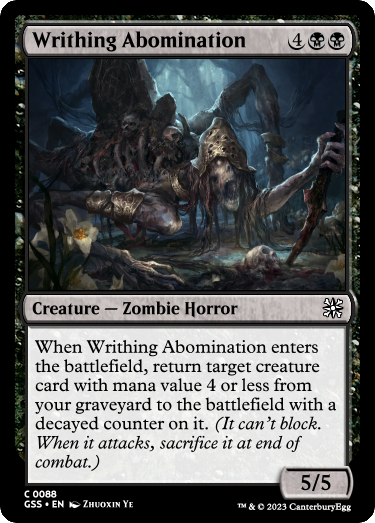 Writhing Abomination 4
Creature — Zombie Horror
When Writhing Abomination enters
the battlefield, return target creature
card with mana value 4 or less from
your graveyard to the battlefield with a
decayed counter on it. (It can't block.
When it attacks, sacrifice it at end of
combat.)
5/5
C 0088
GSS • EN Zhuoxin Ye
™ & © 2023 CanterburyEgg